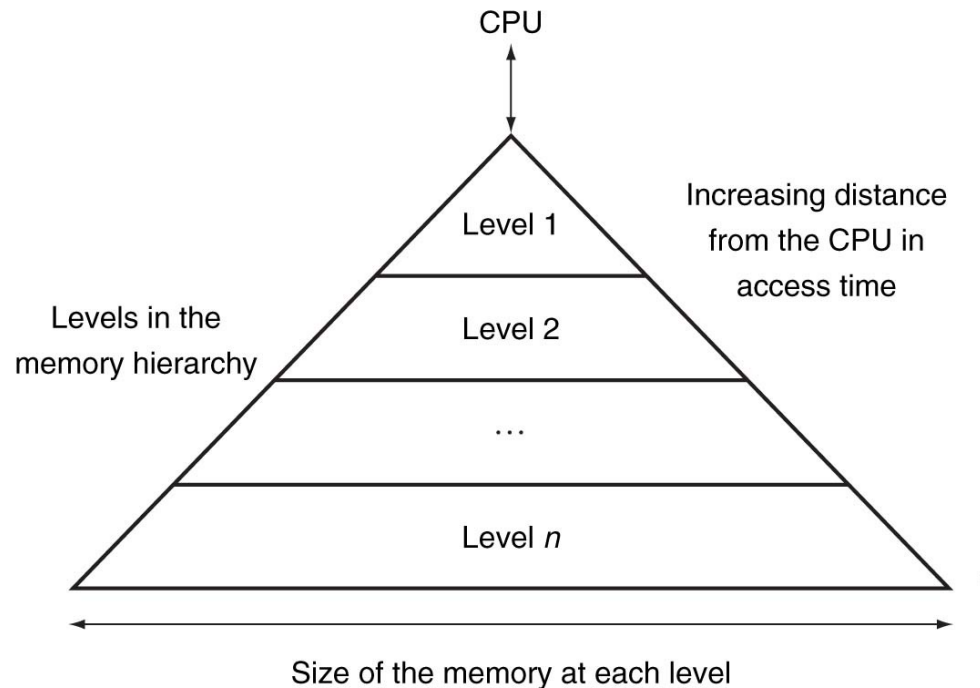 CPU
Level 1
Increasing distance
from the CPU in
access time
Levels in the
memory hierarchy
Level 2
...
Level n
Size of the memory at each level